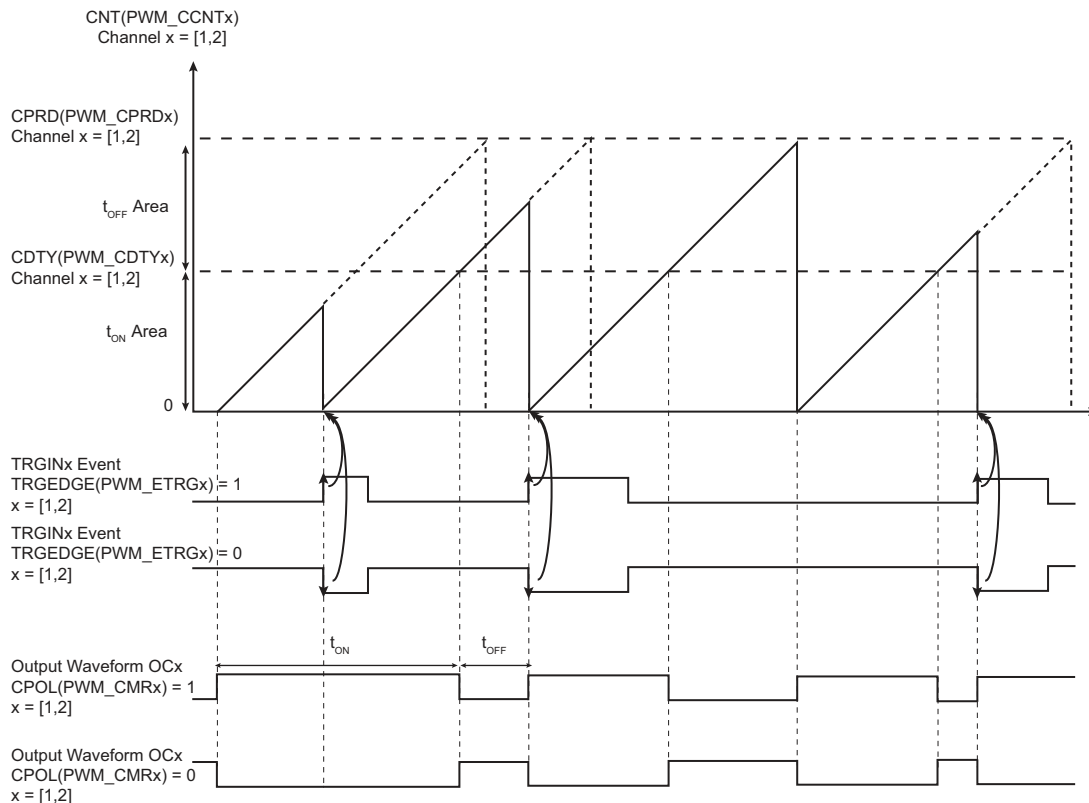 CNT(PWM_CCNTx)
Channel x = [1,2]
CPRD(PWM_CPRDx)
Channel x = [1,2]
tOFF Area
CDTY(PWM_CDTYx)
Channel x = [1,2]
tON Area
0
TRGINx Event
TRGEDGE(PWM_ETRGx) = 1
x = [1,2]
TRGINx Event
TRGEDGE(PWM_ETRGx) = 0
x = [1,2]
tON
tOFF
Output Waveform OCx
CPOL(PWM_CMRx) = 1
x = [1,2]
Output Waveform OCx
CPOL(PWM_CMRx) = 0
x = [1,2]